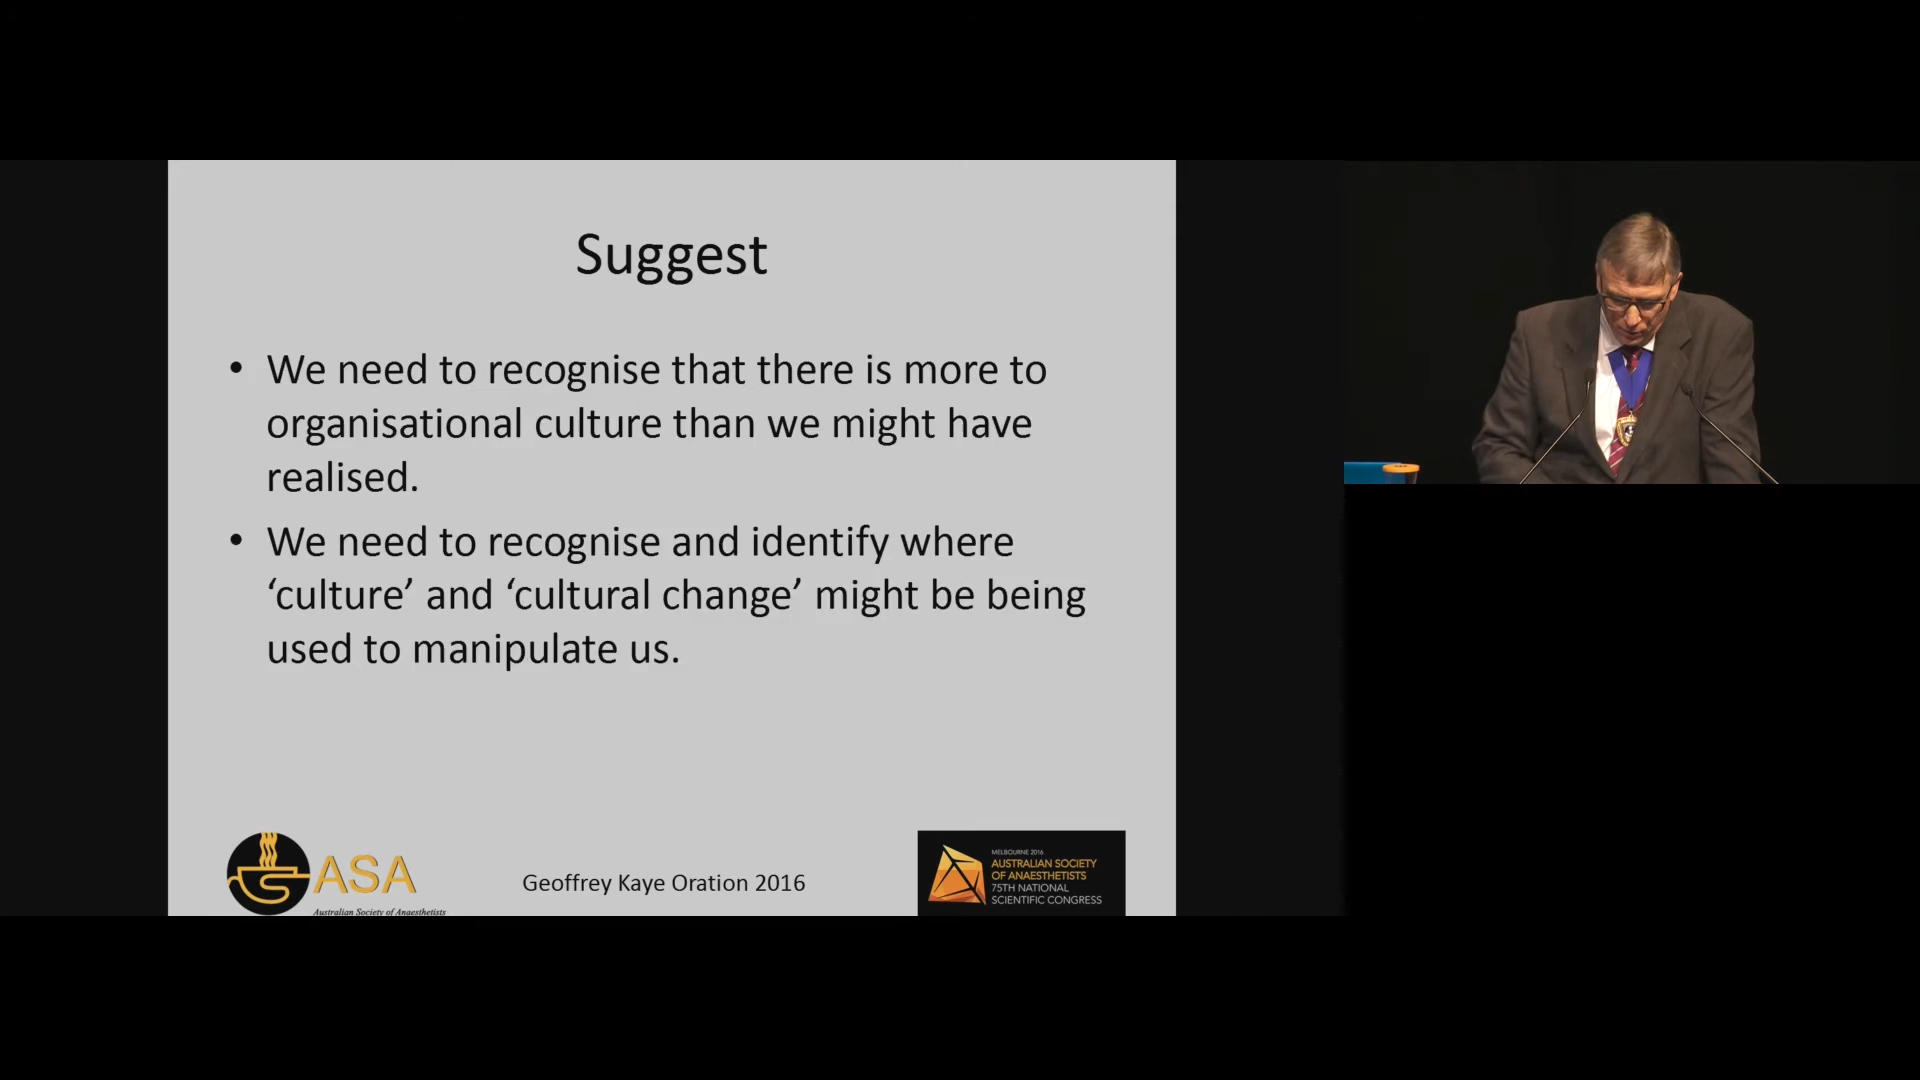 Suggest
• We need to recognise that there is more to
organisational culture than we might have
realised.
• We need to recognise and identify where
‘culture’ and ‘cultural change’ might be being
used to manipulate us.
ASA
Australian Society of Anaesthetists
Geoffrey Kaye Oration 2016
MELBOURNE 2016
AUSTRALIAN SOCIETY
OF ANAESTHETISTS
75TH NATIONAL
SCIENTIFIC CONGRESS